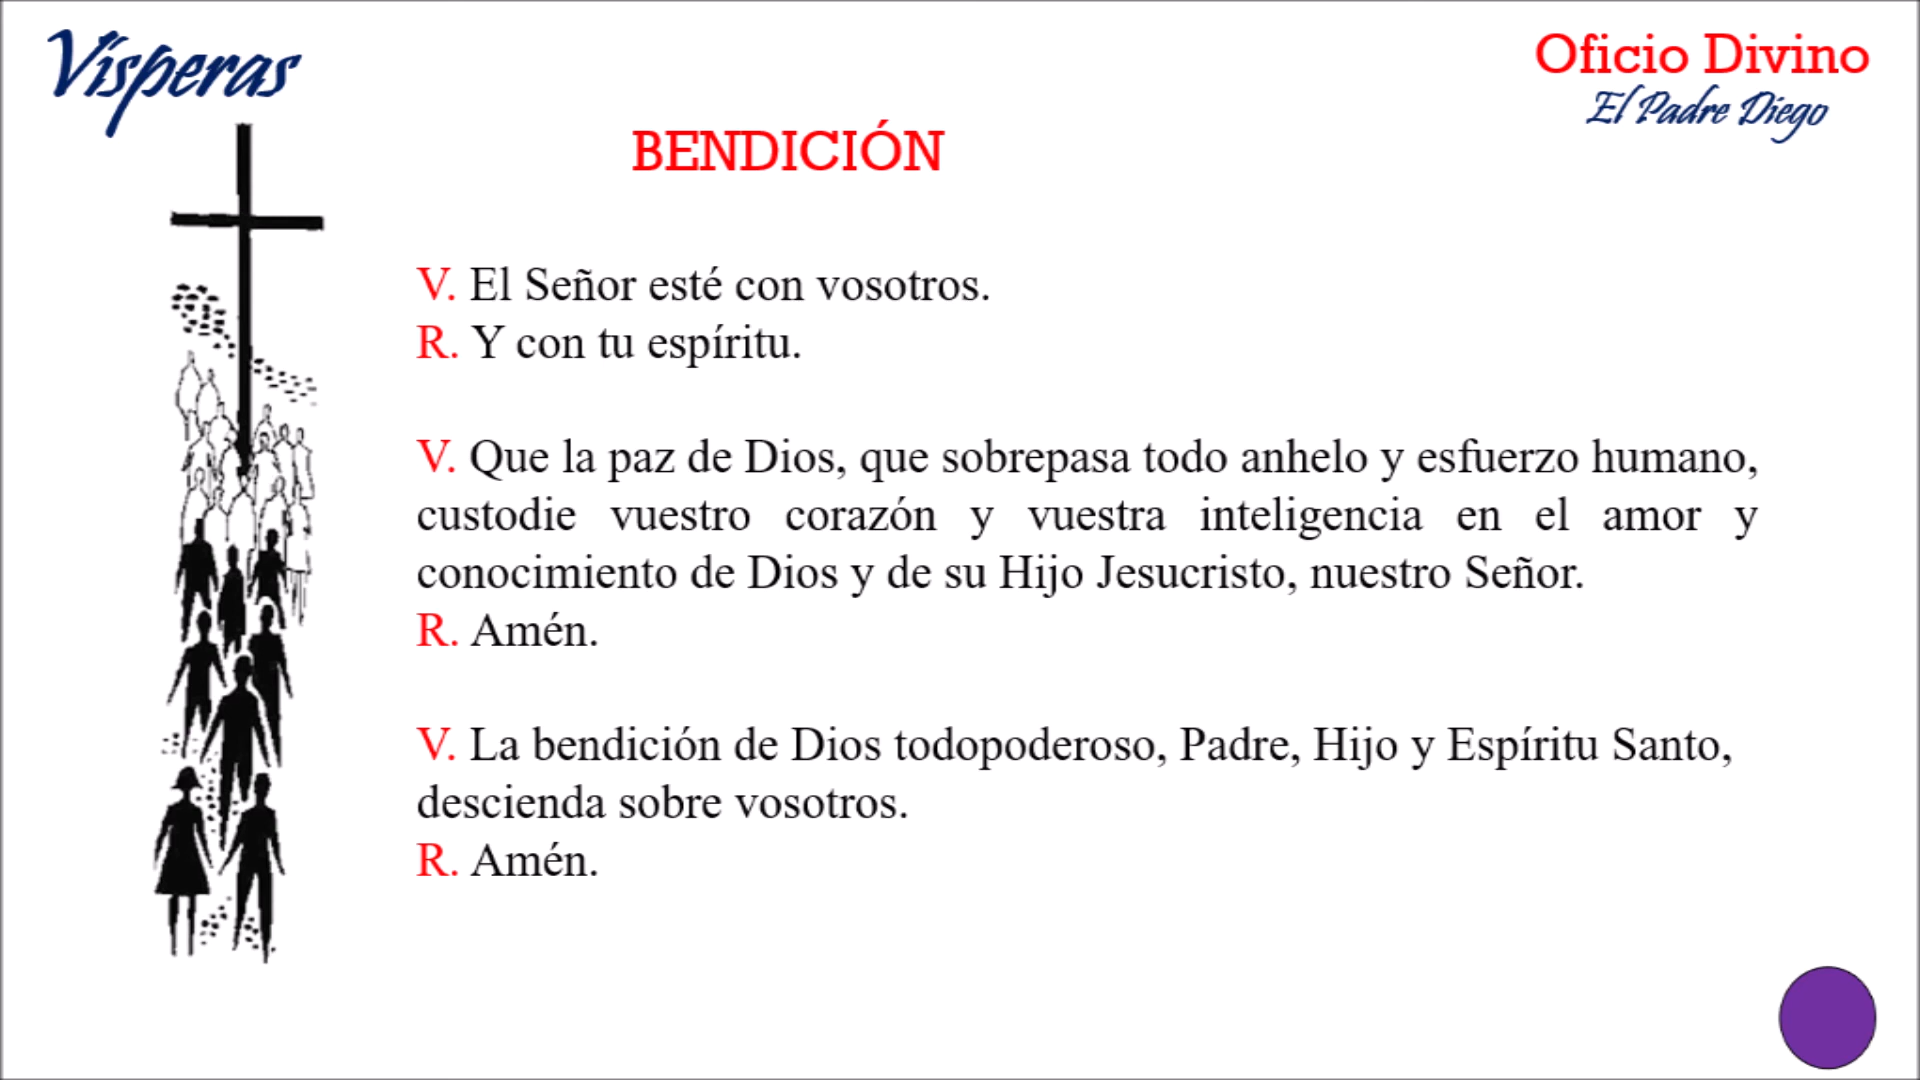 Vísperas
Oficio Divino
El Padre Diego
BENDICIÓN
V. El Señor esté con vosotros.
R. Y con tu espíritu.
V. Que la paz de Dios, que sobrepasa todo anhelo y esfuerzo humano,
custodie vuestro corazón y vuestra inteligencia en el amor y
conocimiento de Dios y de su Hijo Jesucristo, nuestro Señor.
R. Amén.
V. La bendición de Dios todopoderoso, Padre, Hijo y Espíritu Santo,
descienda sobre vosotros.
R. Amén.